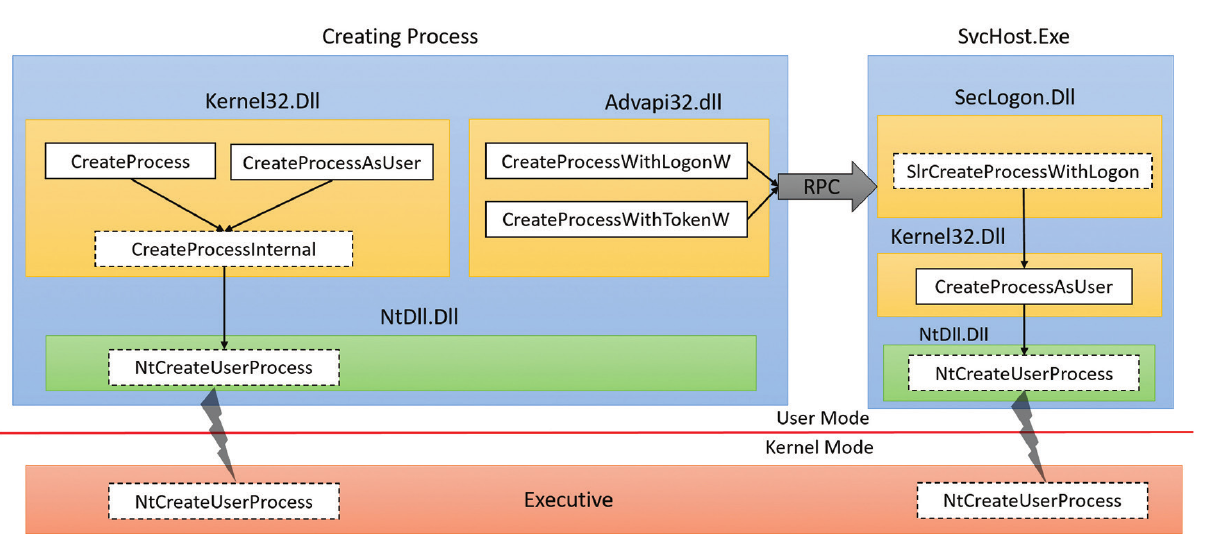 Creating Process
SvcHost.Exe
Kernel32.Dll
Advapi32.dll
SecLogon.Dll
CreateProcess
CreateProcessAsUser
CreateProcessWithLogonW
SlrCreateProcessWithLogon
RPC
CreateProcessWithTokenW
CreateProcessInternal
Kernel32.Dll
CreateProcessAsUser
NtDll.Dll
NtDll.Dll
NtCreateUserProcess
NtCreateUserProcess
User Mode
Kernel Mode
NtCreateUserProcess
Executive
NtCreateUserProcess